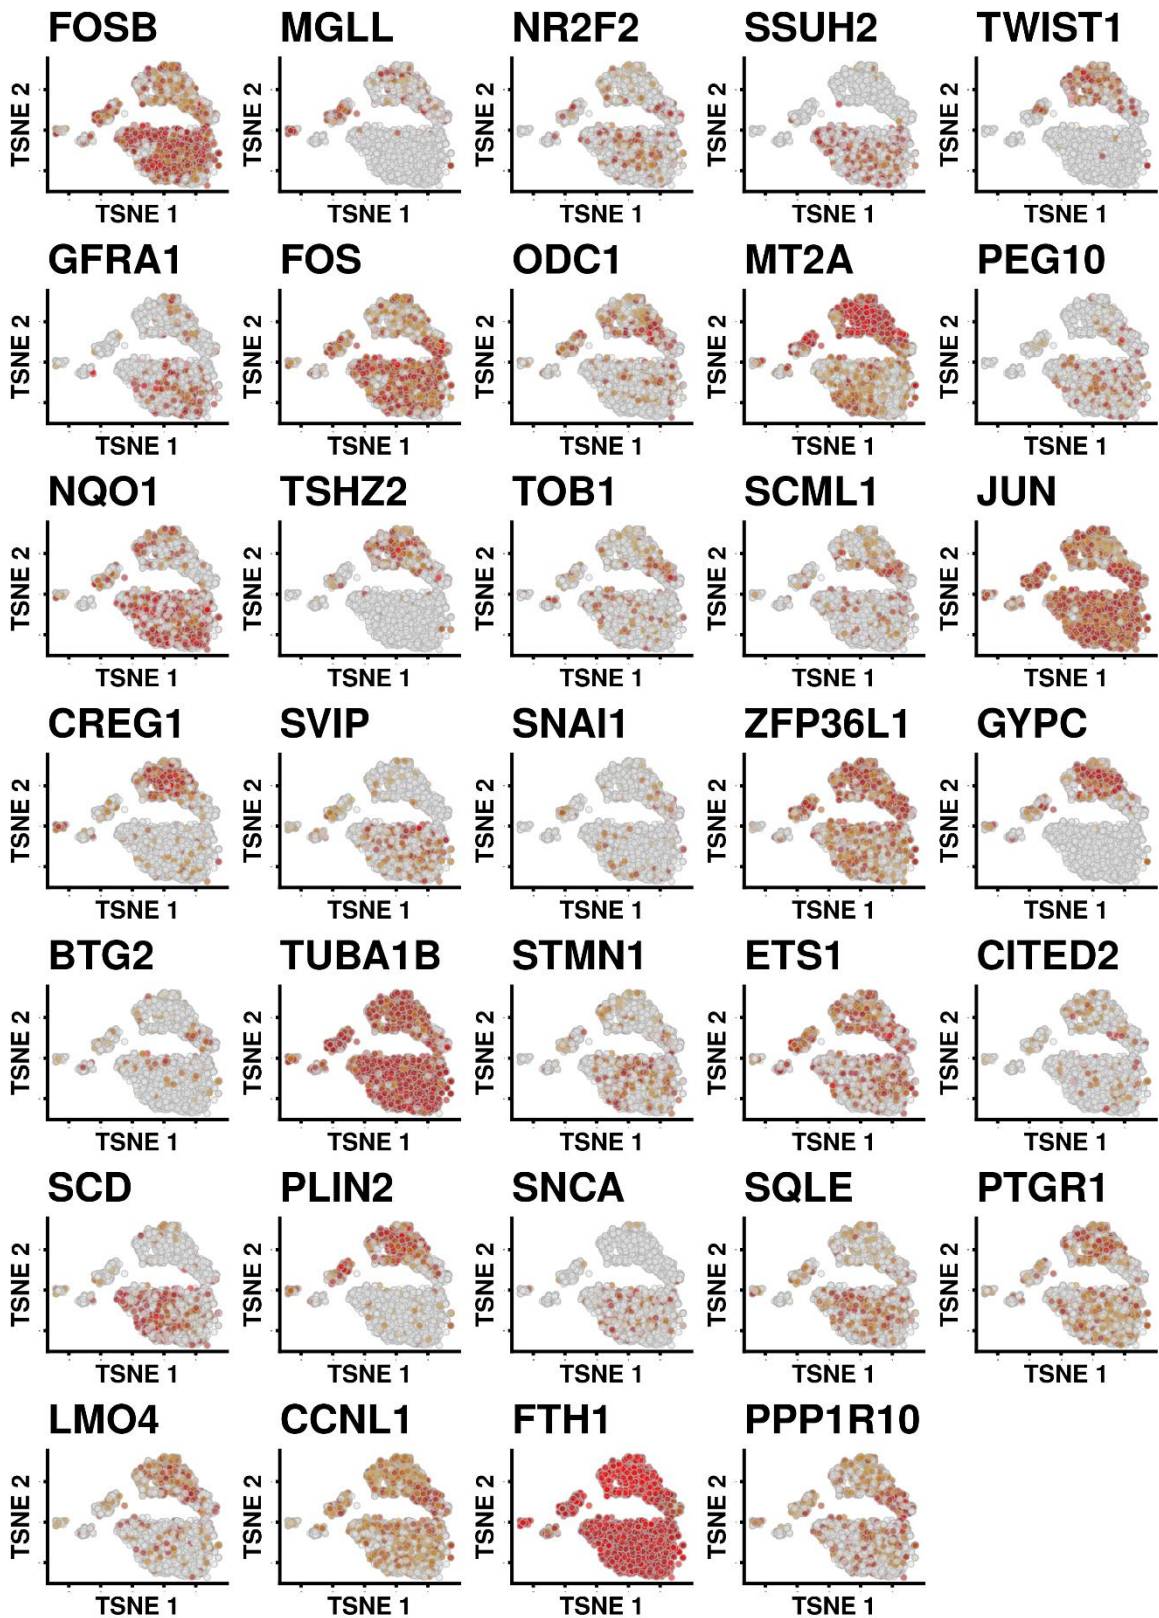 FOSB MGLL NR2F2 SSUH2 TWIST1
TSNE 2 TSNE 2 TSNE 2 TSNE 2 TSNE 2
TSNE 1 TSNE 1 TSNE 1 TSNE 1 TSNE 1
GFRA1 FOS ODC1 MT2A PEG10
TSNE 2 TSNE 2 TSNE 2 TSNE 2 TSNE 2
TSNE 1 TSNE 1 TSNE 1 TSNE 1 TSNE 1
NQO1 TSHZ2 TOB1 SCML1 JUN
TSNE 2 TSNE 2 TSNE 2 TSNE 2 TSNE 2
TSNE 1 TSNE 1 TSNE 1 TSNE 1 TSNE 1
CREG1 SVIP SNAI1 ZFP36L1 GYPC
TSNE 2 TSNE 2 TSNE 2 TSNE 2 TSNE 2
TSNE 1 TSNE 1 TSNE 1 TSNE 1 TSNE 1
BTG2 TUBA1B STMN1 ETS1 CITED2
TSNE 2 TSNE 2 TSNE 2 TSNE 2 TSNE 2
TSNE 1 TSNE 1 TSNE 1 TSNE 1 TSNE 1
SCD PLIN2 SNCA SQLE PTGR1
TSNE 2 TSNE 2 TSNE 2 TSNE 2 TSNE 2
TSNE 1 TSNE 1 TSNE 1 TSNE 1 TSNE 1
LMO4 CCNL1 FTH1 PPP1R10
TSNE 2 TSNE 2 TSNE 2 TSNE 2
TSNE 1 TSNE 1 TSNE 1 TSNE 1